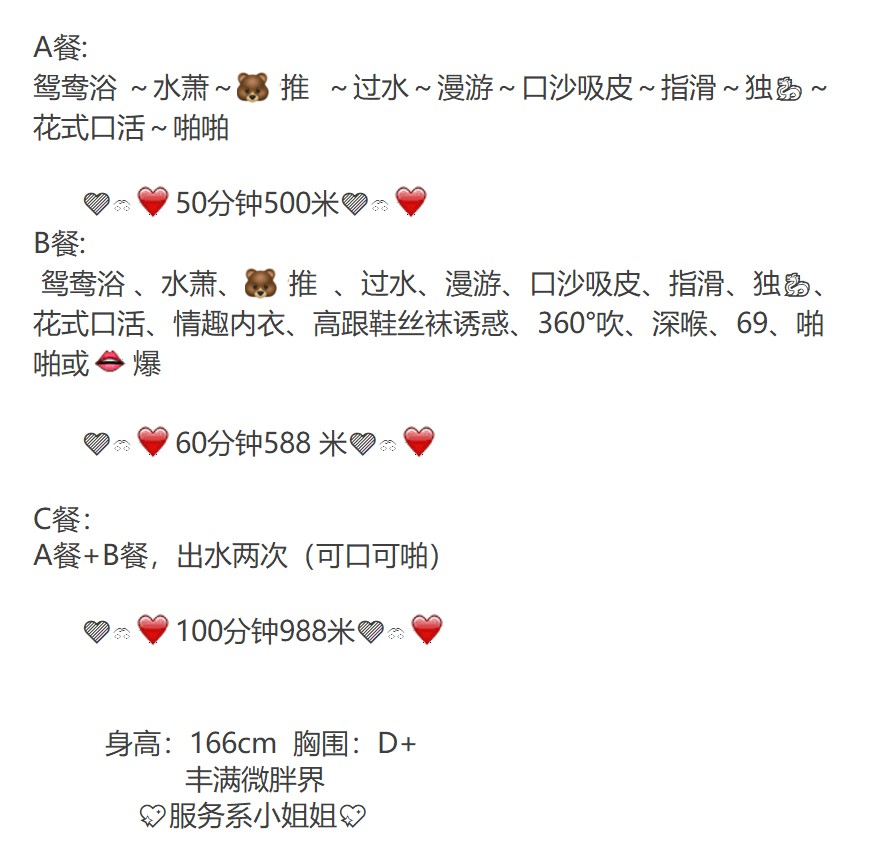 A餐:
鸳鸯浴 ~水萧~🐻 推 ~过水~漫游~口沙吸皮~指滑~独🐉~
花式口活~啪啪
💜ෆ❤️50分钟500米💜ෆ❤️
B餐:
鸳鸯浴 、水萧、🐻 推 、过水、漫游、口沙吸皮、指滑、独🐉、
花式口活、情趣内衣、高跟鞋丝袜诱惑、360°吹、深喉、69、啪
啪或👄 爆
💜ෆ❤️60分钟588 米💜ෆ❤️
C餐：
A餐+B餐，出水两次（可口可啪）
💜ෆ❤️100分钟988米💜ෆ❤️
身高：166cm 胸围：D+
丰满微胖界
💖服务系小姐姐💖